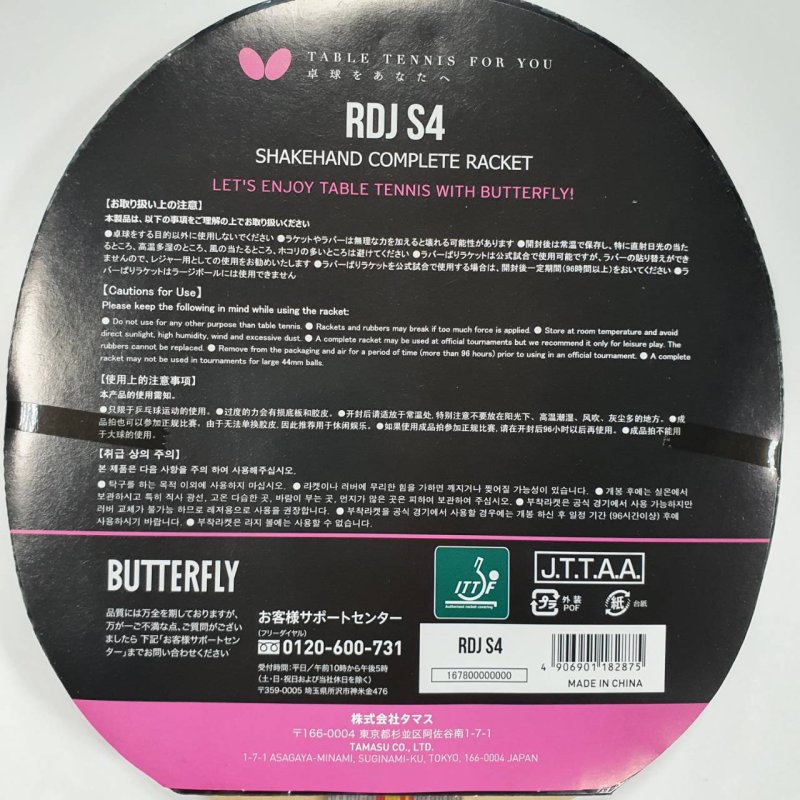 TABLE TENNIS FOR YOU
卓球をあなたへ
RDJ S4
SHAKEHAND COMPLETE RACKET
LET'S ENJOY TABLE TENNIS WITH BUTTERFLY!
【お取り扱い上の注意】
本製品は、以下の事項をご理解の上でお取り扱いください
●卓球をする目的以外に使用しないでください ●ラケットやラバーは無理な力を加えると壊れる可能性があります ●開封後は常温で保存し、特に直射日光の当た
るところ、高温多湿のところ、風の当たるところ、ホコリの多いところは避けてください ●ラバーばりラケットは公式試合で使用可能ですが、ラバーの貼り替えができ
ませんので、レジャー用としての使用をお勧めいたします ●ラバーばりラケットを公式試合で使用する場合は、開封後一定期間(96時間以上)をおいてください ●ラ
バーばりラケットはラージボールには使用できません
【Cautions for Use】
Please keep the following in mind while using the racket:
● Do not use for any other purpose than table tennis. ● Rackets and rubbers may break if too much force is applied. ● Store at room temperature and avoid
direct sunlight, high humidity, wind and excessive dust. ● A complete racket may be used at official tournaments but we recommend it only for leisure play. The
rubbers cannot be replaced. ● Remove from the packaging and air for a period of time (more than 96 hours) prior to using in an official tournament. ● A complete
racket may not be used in tournaments for large 44mm balls.
【使用上的注意事项】
本产品的使用需知。
●只限于乒乓球运动的使用。 ●过度的力会有损底板和胶皮。 ●开封后请适放于常温处, 特别注意不要放在阳光下、高温潮湿、风吹、灰尘多的地方。 ●成
品拍也可以参加正规比赛, 由于无法单换胶皮, 因此推荐用于休闲娱乐。 ●如果使用成品拍参加正规比赛, 请在开封后96小时以后再使用。 ●成品拍不能用
于大球的使用。
【취급 상의 주의】
본 제품은 다음 사항을 주의 하여 사용해주십시오.
● 탁구를 하는 목적 이외에 사용하지 마십시오. ● 라켓이나 러버에 무리한 힘을 가하면 깨지거나 찢어질 가능성이 있습니다. ● 개봉 후에는 실온에서
보관하시고 특히 직사 광선, 고온 다습한 곳, 바람이 부는 곳, 먼지가 많은 곳은 피하여 보관하여 주십시오. ● 부착라켓은 공식 경기에서 사용 가능하지만
러버 교체가 불가능 하므로 레저용으로 사용을 권장합니다. ● 부착라켓을 공식 경기에서 사용할 경우에는 개봉 하신 후 일정 기간 (96시간이상) 후에
사용하시기 바랍니다. ● 부착라켓은 라지 볼에는 사용할 수 없습니다.
BUTTERFLY
品質には万全を期しておりますが、
万が一ご不満な点、ご質問がござい
ましたら 下記「お客様サポートセン
ター」までお問い合わせください
お客様サポートセンター
(フリーダイヤル)
0120-600-731
受付時間:平日/午前10時から午後5時
(土・日・祝日および当社休日を除く)
〒359-0005 埼玉県所沢市神米金476
ITTF
Authorised racket covering
J.T.T.A.A.
プラ
外装
POF
紙
台紙
RDJ S4
167800000000
4 906901 182875
MADE IN CHINA
株式会社タマス
〒166-0004 東京都杉並区阿佐谷南1-7-1
TAMASU CO., LTD.
1-7-1 ASAGAYA-MINAMI, SUGINAMI-KU, TOKYO, 166-0004 JAPAN